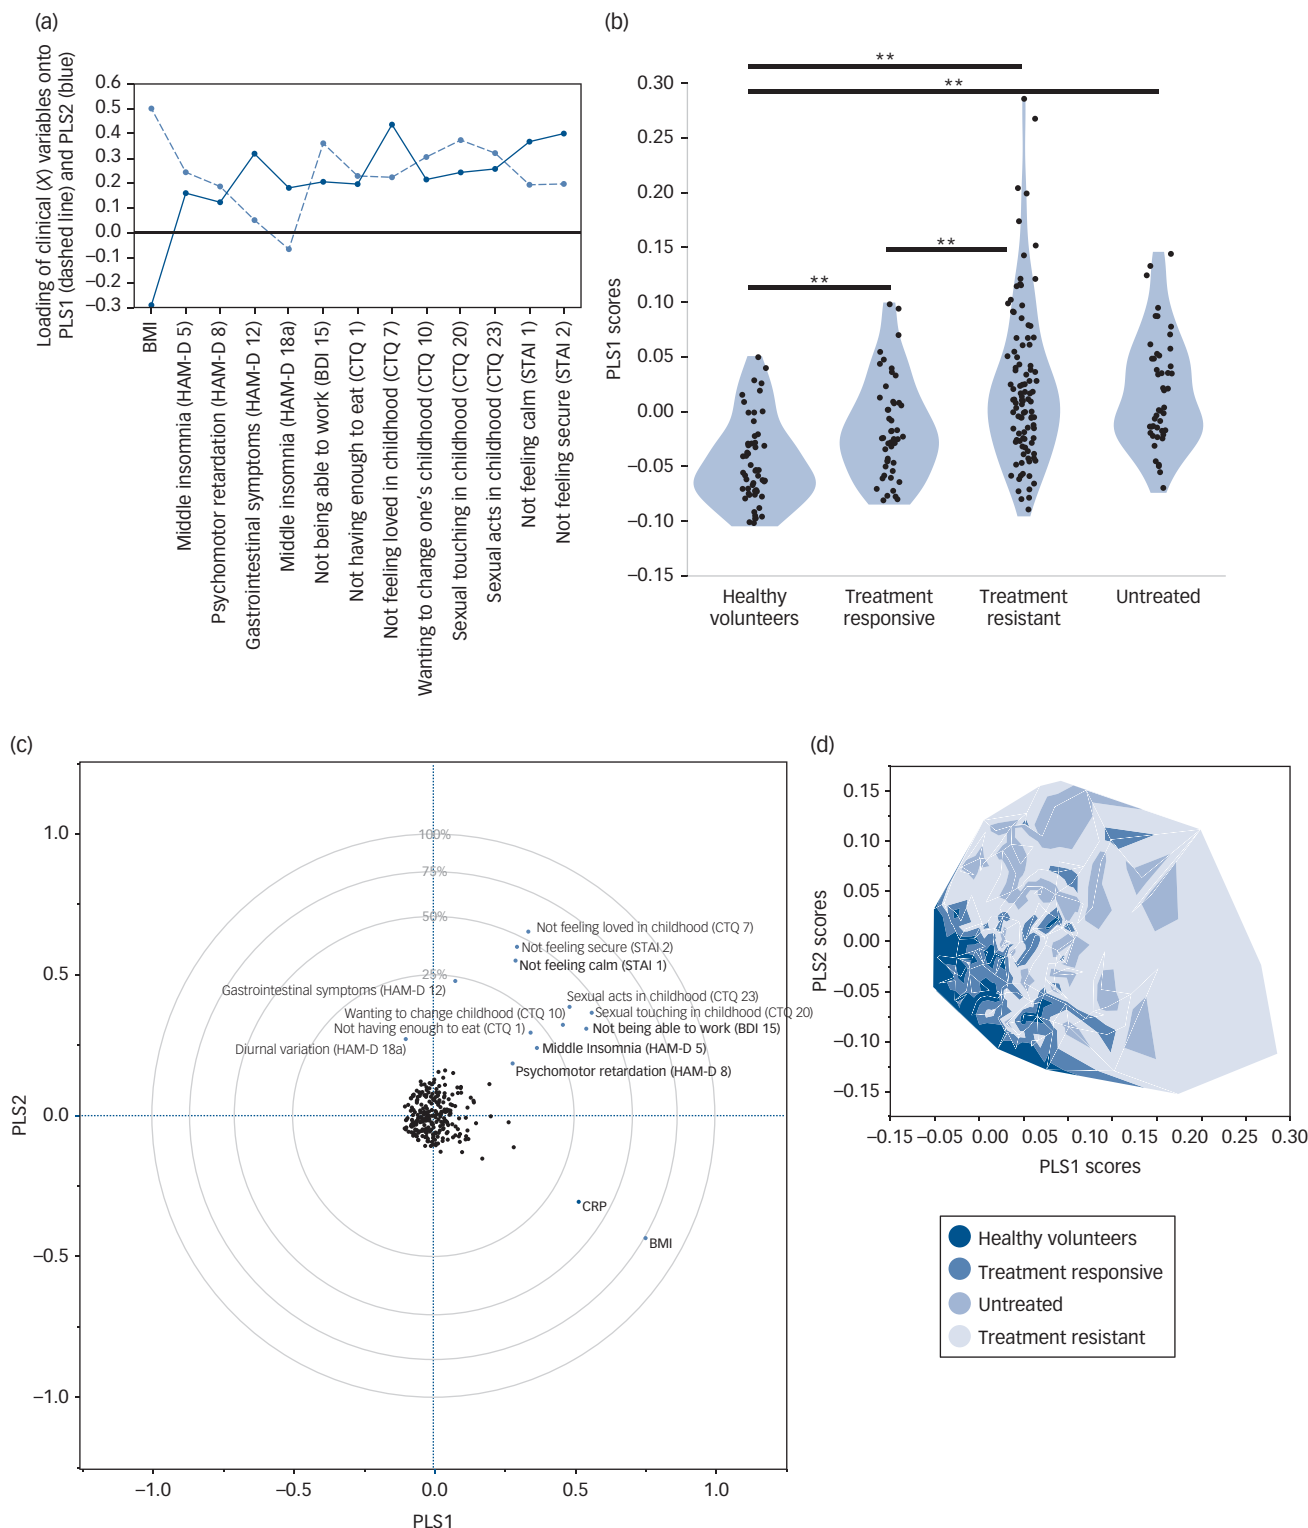 (a)
Loading of clinical (X) variables onto
PLS1 (dashed line) and PLS2 (blue)
0.6
0.5
0.4
0.3
0.2
0.1
0.0
–0.1
–0.2
–0.3
BMI
Middle insomnia (HAM-D 5)
Psychomotor retardation (HAM-D 8)
Gastrointestinal symptoms (HAM-D 12)
Middle insomnia (HAM-D 18a)
Not being able to work (BDI 15)
Not having enough to eat (CTQ 1)
Not feeling loved in childhood (CTQ 7)
Wanting to change one's childhood (CTQ 10)
Sexual touching in childhood (CTQ 20)
Sexual acts in childhood (CTQ 23)
Not feeling calm (STAI 1)
Not feeling secure (STAI 2)
(b)
PLS1 scores
0.30
0.25
0.20
0.15
0.10
0.05
0.00
–0.05
–0.10
–0.15
**
**
**
**
Healthy
volunteers
Treatment
responsive
Treatment
resistant
Untreated
(c)
PLS2
1.0
0.5
0.0
–0.5
–1.0
100%
75%
50%
25%
Not feeling loved in childhood (CTQ 7)
Not feeling secure (STAI 2)
Not feeling calm (STAI 1)
Gastrointestinal symptoms (HAM-D 12)
Sexual acts in childhood (CTQ 23)
Wanting to change childhood (CTQ 10)
Sexual touching in childhood (CTQ 20)
Not having enough to eat (CTQ 1)
Not being able to work (BDI 15)
Diurnal variation (HAM-D 18a)
Middle Insomnia (HAM-D 5)
Psychomotor retardation (HAM-D 8)
CRP
BMI
–1.0
–0.5
0.0
0.5
1.0
PLS1
(d)
PLS2 scores
0.15
0.10
0.05
0.00
–0.05
–0.10
–0.15
–0.15 –0.05 0.00 0.05 0.10 0.15 0.20 0.25 0.30
PLS1 scores
Healthy volunteers
Treatment responsive
Untreated
Treatment resistant